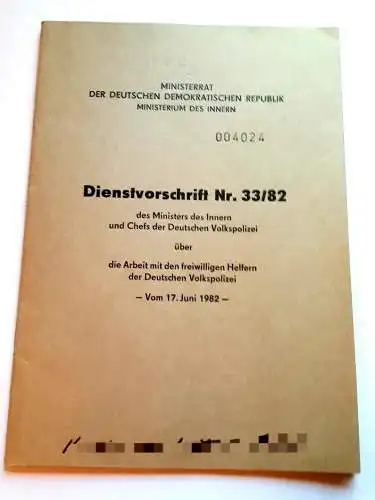 MINISTERRAT
DER DEUTSCHEN DEMOKRATISCHEN REPUBLIK
MINISTERIUM DES INNERN
004024
Dienstvorschrift Nr. 33/82
des Ministers des Innern
und Chefs der Deutschen Volkspolizei
über
die Arbeit mit den freiwilligen Helfern
der Deutschen Volkspolizei
– Vom 17. Juni 1982 –